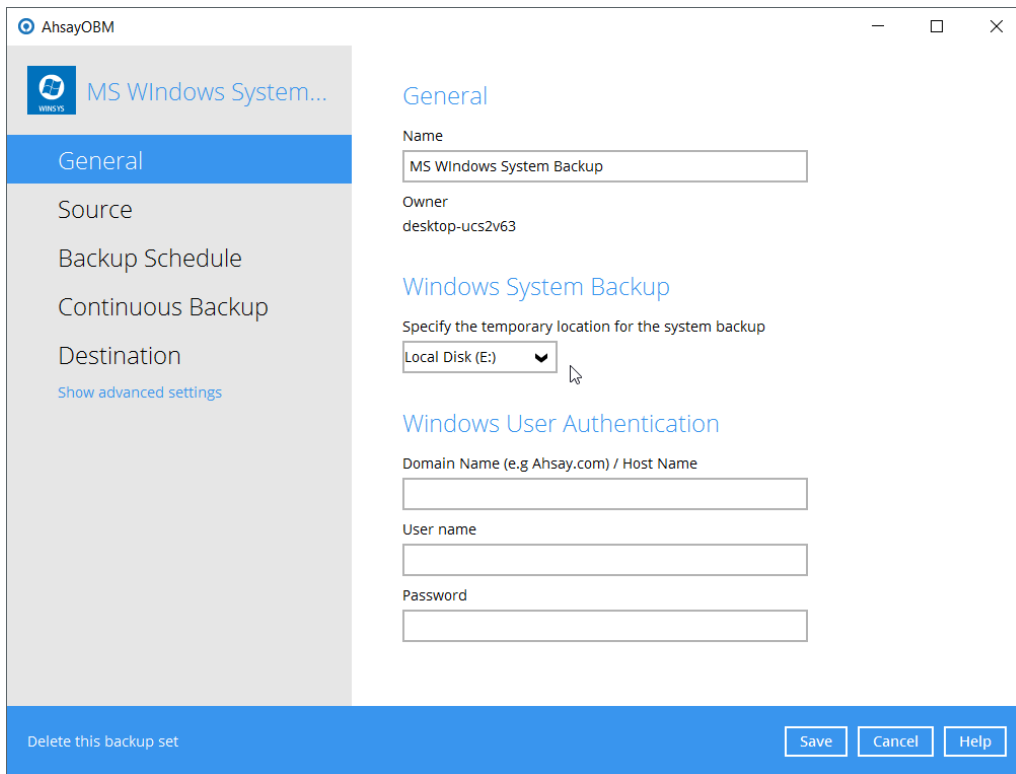 AhsayOBM
WINSYS
MS WIndows System...
General
Source
Backup Schedule
Continuous Backup
Destination
Show advanced settings
General
Name
MS WIndows System Backup
Owner
desktop-ucs2v63
Windows System Backup
Specify the temporary location for the system backup
Local Disk (E:)
Windows User Authentication
Domain Name (e.g Ahsay.com) / Host Name
User name
Password
Delete this backup set
Save
Cancel
Help